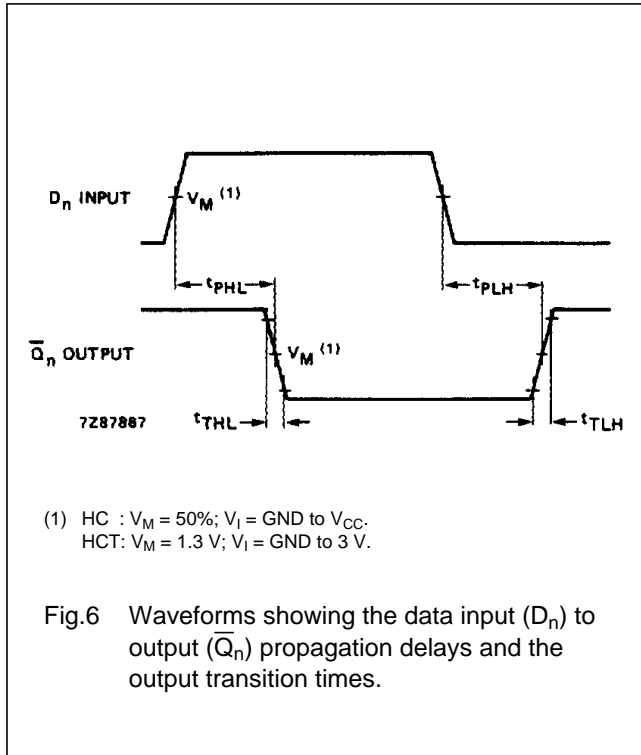 Dn INPUT
VM (1)
tPHL
tPLH
Q̅n OUTPUT
VM (1)
7Z87887
tTHL
tTLH
(1) HC : VM = 50%; VI = GND to VCC.
HCT: VM = 1.3 V; VI = GND to 3 V.
Fig.6 Waveforms showing the data input (Dn) to
output (Q̅n) propagation delays and the
output transition times.